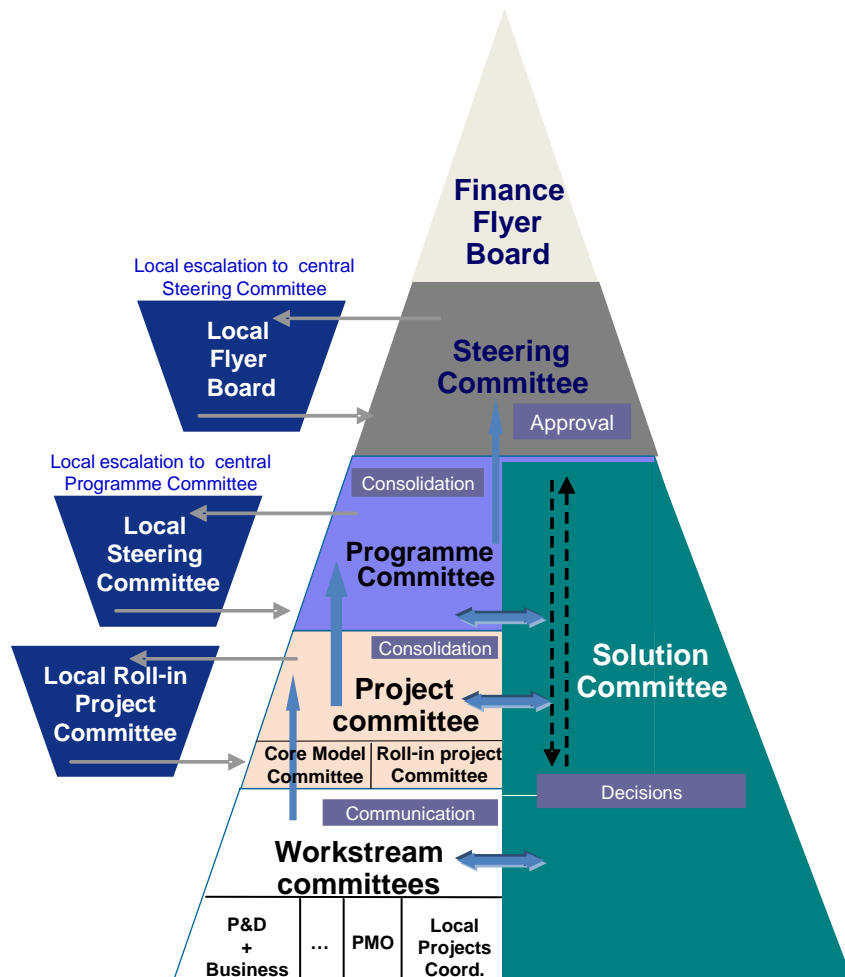 Finance
Flyer
Board
Local escalation to central
Steering Committee
Local
Flyer
Board
Steering
Committee
Approval
Local escalation to central
Programme Committee
Consolidation
Local
Steering
Committee
Programme
Committee
Consolidation
Solution
Committee
Local Roll-in
Project
Committee
Project
committee
Core Model
Committee
Roll-in project
Committee
Decisions
Communication
Workstream
committees
P&D
+
Business
...
PMO
Local
Projects
Coord.